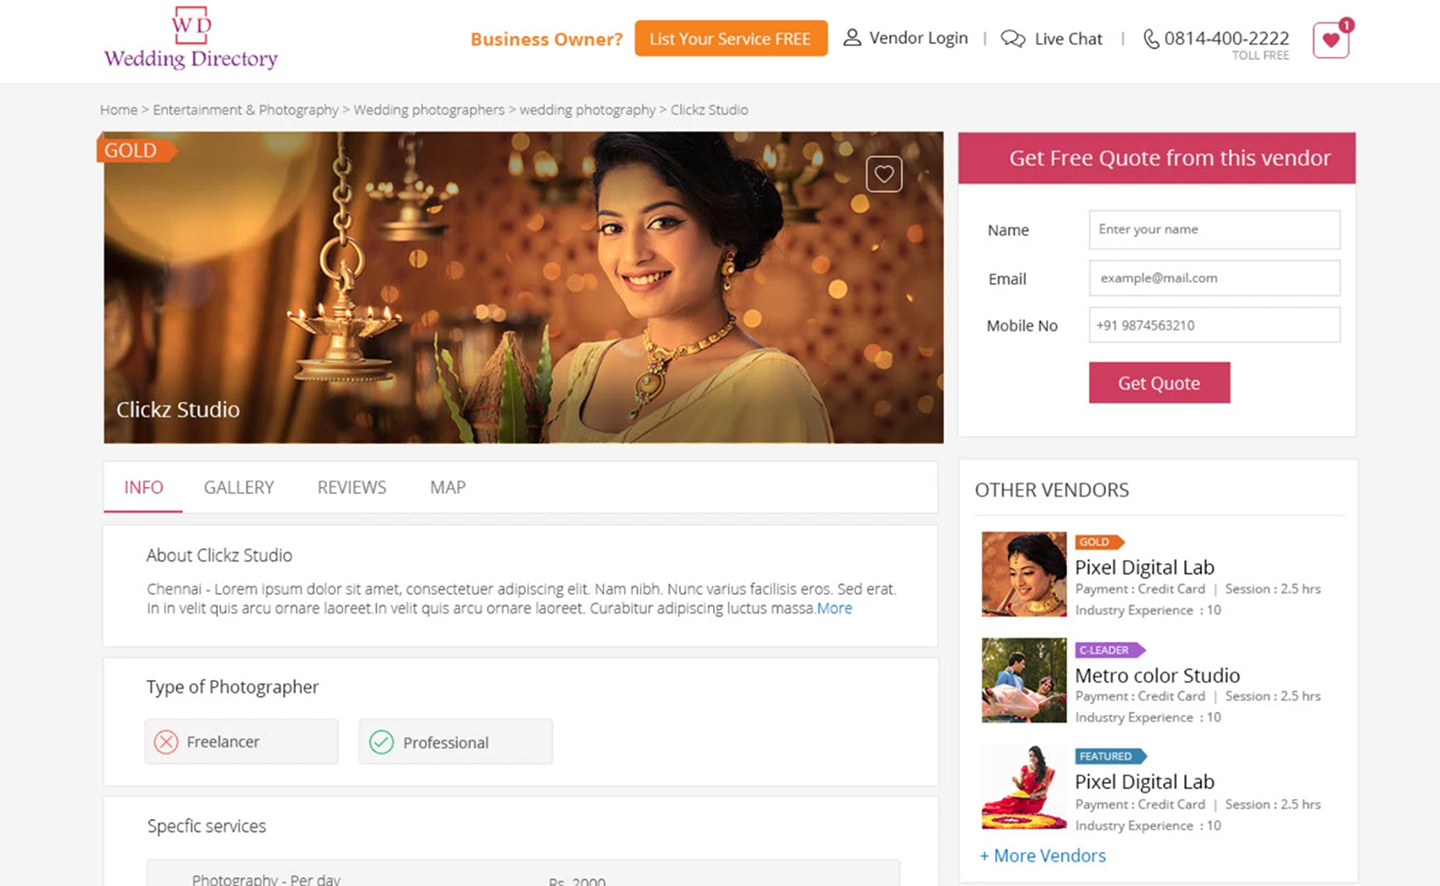 WD
Wedding Directory
Business Owner?
List Your Service FREE
Vendor Login
Live Chat
0814-400-2222
TOLL FREE
1
Home > Entertainment & Photography > Wedding photographers > wedding photography > Clickz Studio
GOLD
Clickz Studio
Get Free Quote from this vendor
Name
Enter your name
Email
example@mail.com
Mobile No
+91 9874563210
Get Quote
INFO
GALLERY
REVIEWS
MAP
About Clickz Studio
Chennai - Lorem ipsum dolor sit amet, consectetuer adipiscing elit. Nam nibh. Nunc varius facilisis eros. Sed erat.
In in velit quis arcu ornare laoreet.In velit quis arcu ornare laoreet. Curabitur adipiscing luctus massa.More
Type of Photographer
Freelancer
Professional
Specfic services
Photography - Per day
Rs. 2000
OTHER VENDORS
GOLD
Pixel Digital Lab
Payment : Credit Card | Session : 2.5 hrs
Industry Experience : 10
C-LEADER
Metro color Studio
Payment : Credit Card | Session : 2.5 hrs
Industry Experience : 10
FEATURED
Pixel Digital Lab
Payment : Credit Card | Session : 2.5 hrs
Industry Experience : 10
+ More Vendors